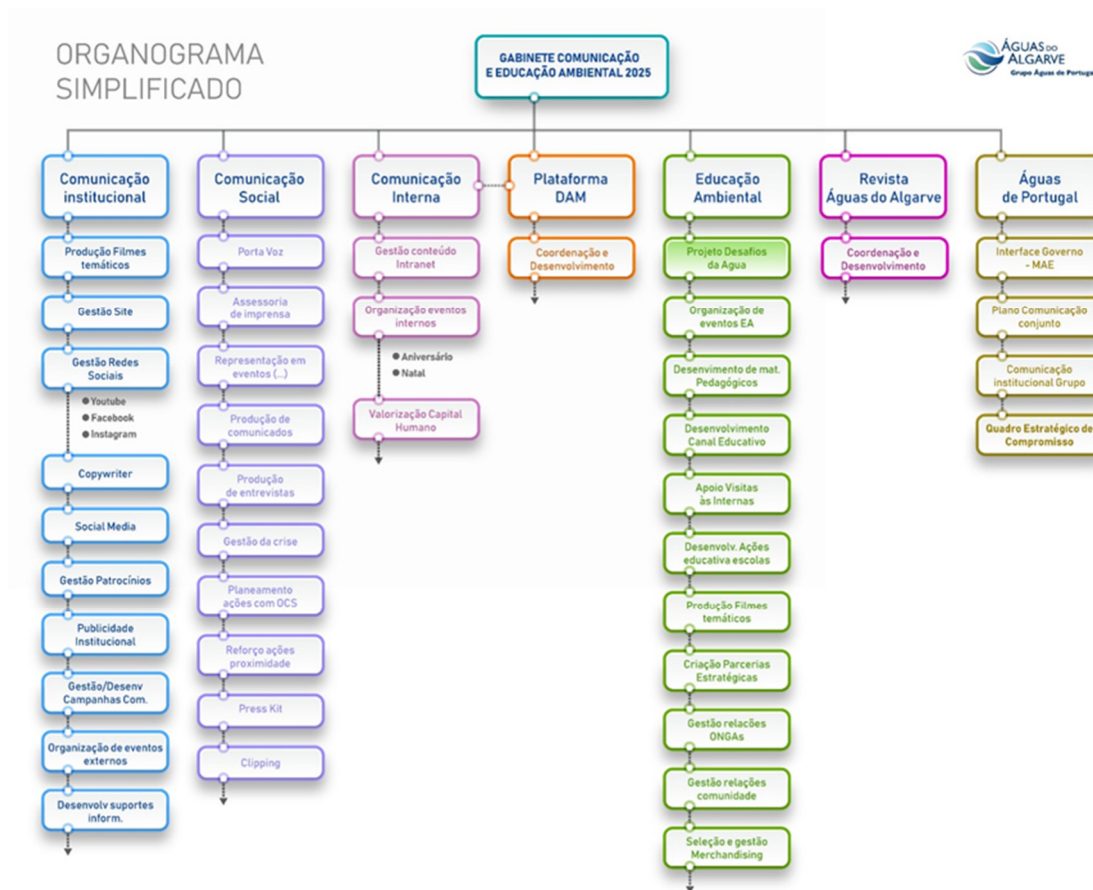 ORGANOGRAMA
SIMPLIFICADO
GABINETE COMUNICAÇÃO
E EDUCAÇÃO AMBIENTAL 2025
ÁGUAS DO
ALGARVE
Grupo Águas de Portugal
Comunicação
institucional
Produção Filmes
temáticos
Gestão Site
Gestão Redes
Sociais
Youtube
Facebook
Instagram
Copywriter
Social Media
Gestão Patrocínios
Publicidade
Institucional
Gestão/Desenv
Campanhas Com.
Organização de eventos
externos
Desenvolv suportes
inform.
Comunicação
Social
Porta Voz
Assessoria
de imprensa
Representação em
eventos (...)
Produção de
comunicados
Produção
de entrevistas
Gestão da crise
Planeamento
ações com OCS
Reforço ações
proximidade
Press Kit
Clipping
Comunicação
Interna
Gestão conteúdo
Intranet
Organização eventos
internos
Aniversário
Natal
Valorização Capital
Humano
Plataforma
DAM
Coordenação e
Desenvolvimento
Educação
Ambiental
Projeto Desafios
da Agua
Organização de
eventos EA
Desenvimento de mat.
Pedagógicos
Desenvolvimento
Canal Educativo
Apoio Visitas
às Internas
Desenvolv. Ações
educativa escolas
Produção Filmes
temáticos
Criação Parcerias
Estratégicas
Gestão relacões
ONGAs
Gestão relações
comunidade
Seleção e gestão
Merchandising
Revista
Águas do Algarve
Coordenação e
Desenvolvimento
Águas
de Portugal
Interface Governo
- MAE
Plano Comunicação
conjunto
Comunicação
institucional Grupo
Quadro Estratégico de
Compromisso